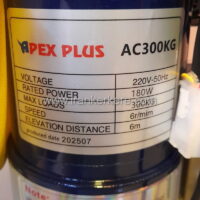 APEX PLUS AC300KG
VOLTAGE 220V-50Hz
RATED POWER 180W
MAX LOADS 300KG
SPEED 6r/min
ELEVATION DISTANCE 6m
produced date 202507
Note